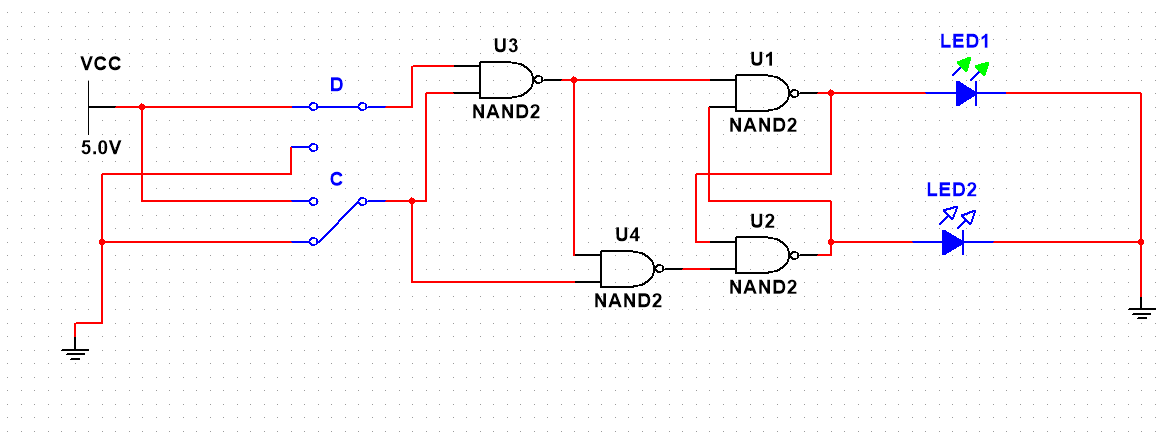 VCC
5.0V
D
C
U3
NAND2
U4
NAND2
U1
NAND2
U2
NAND2
LED1
LED2